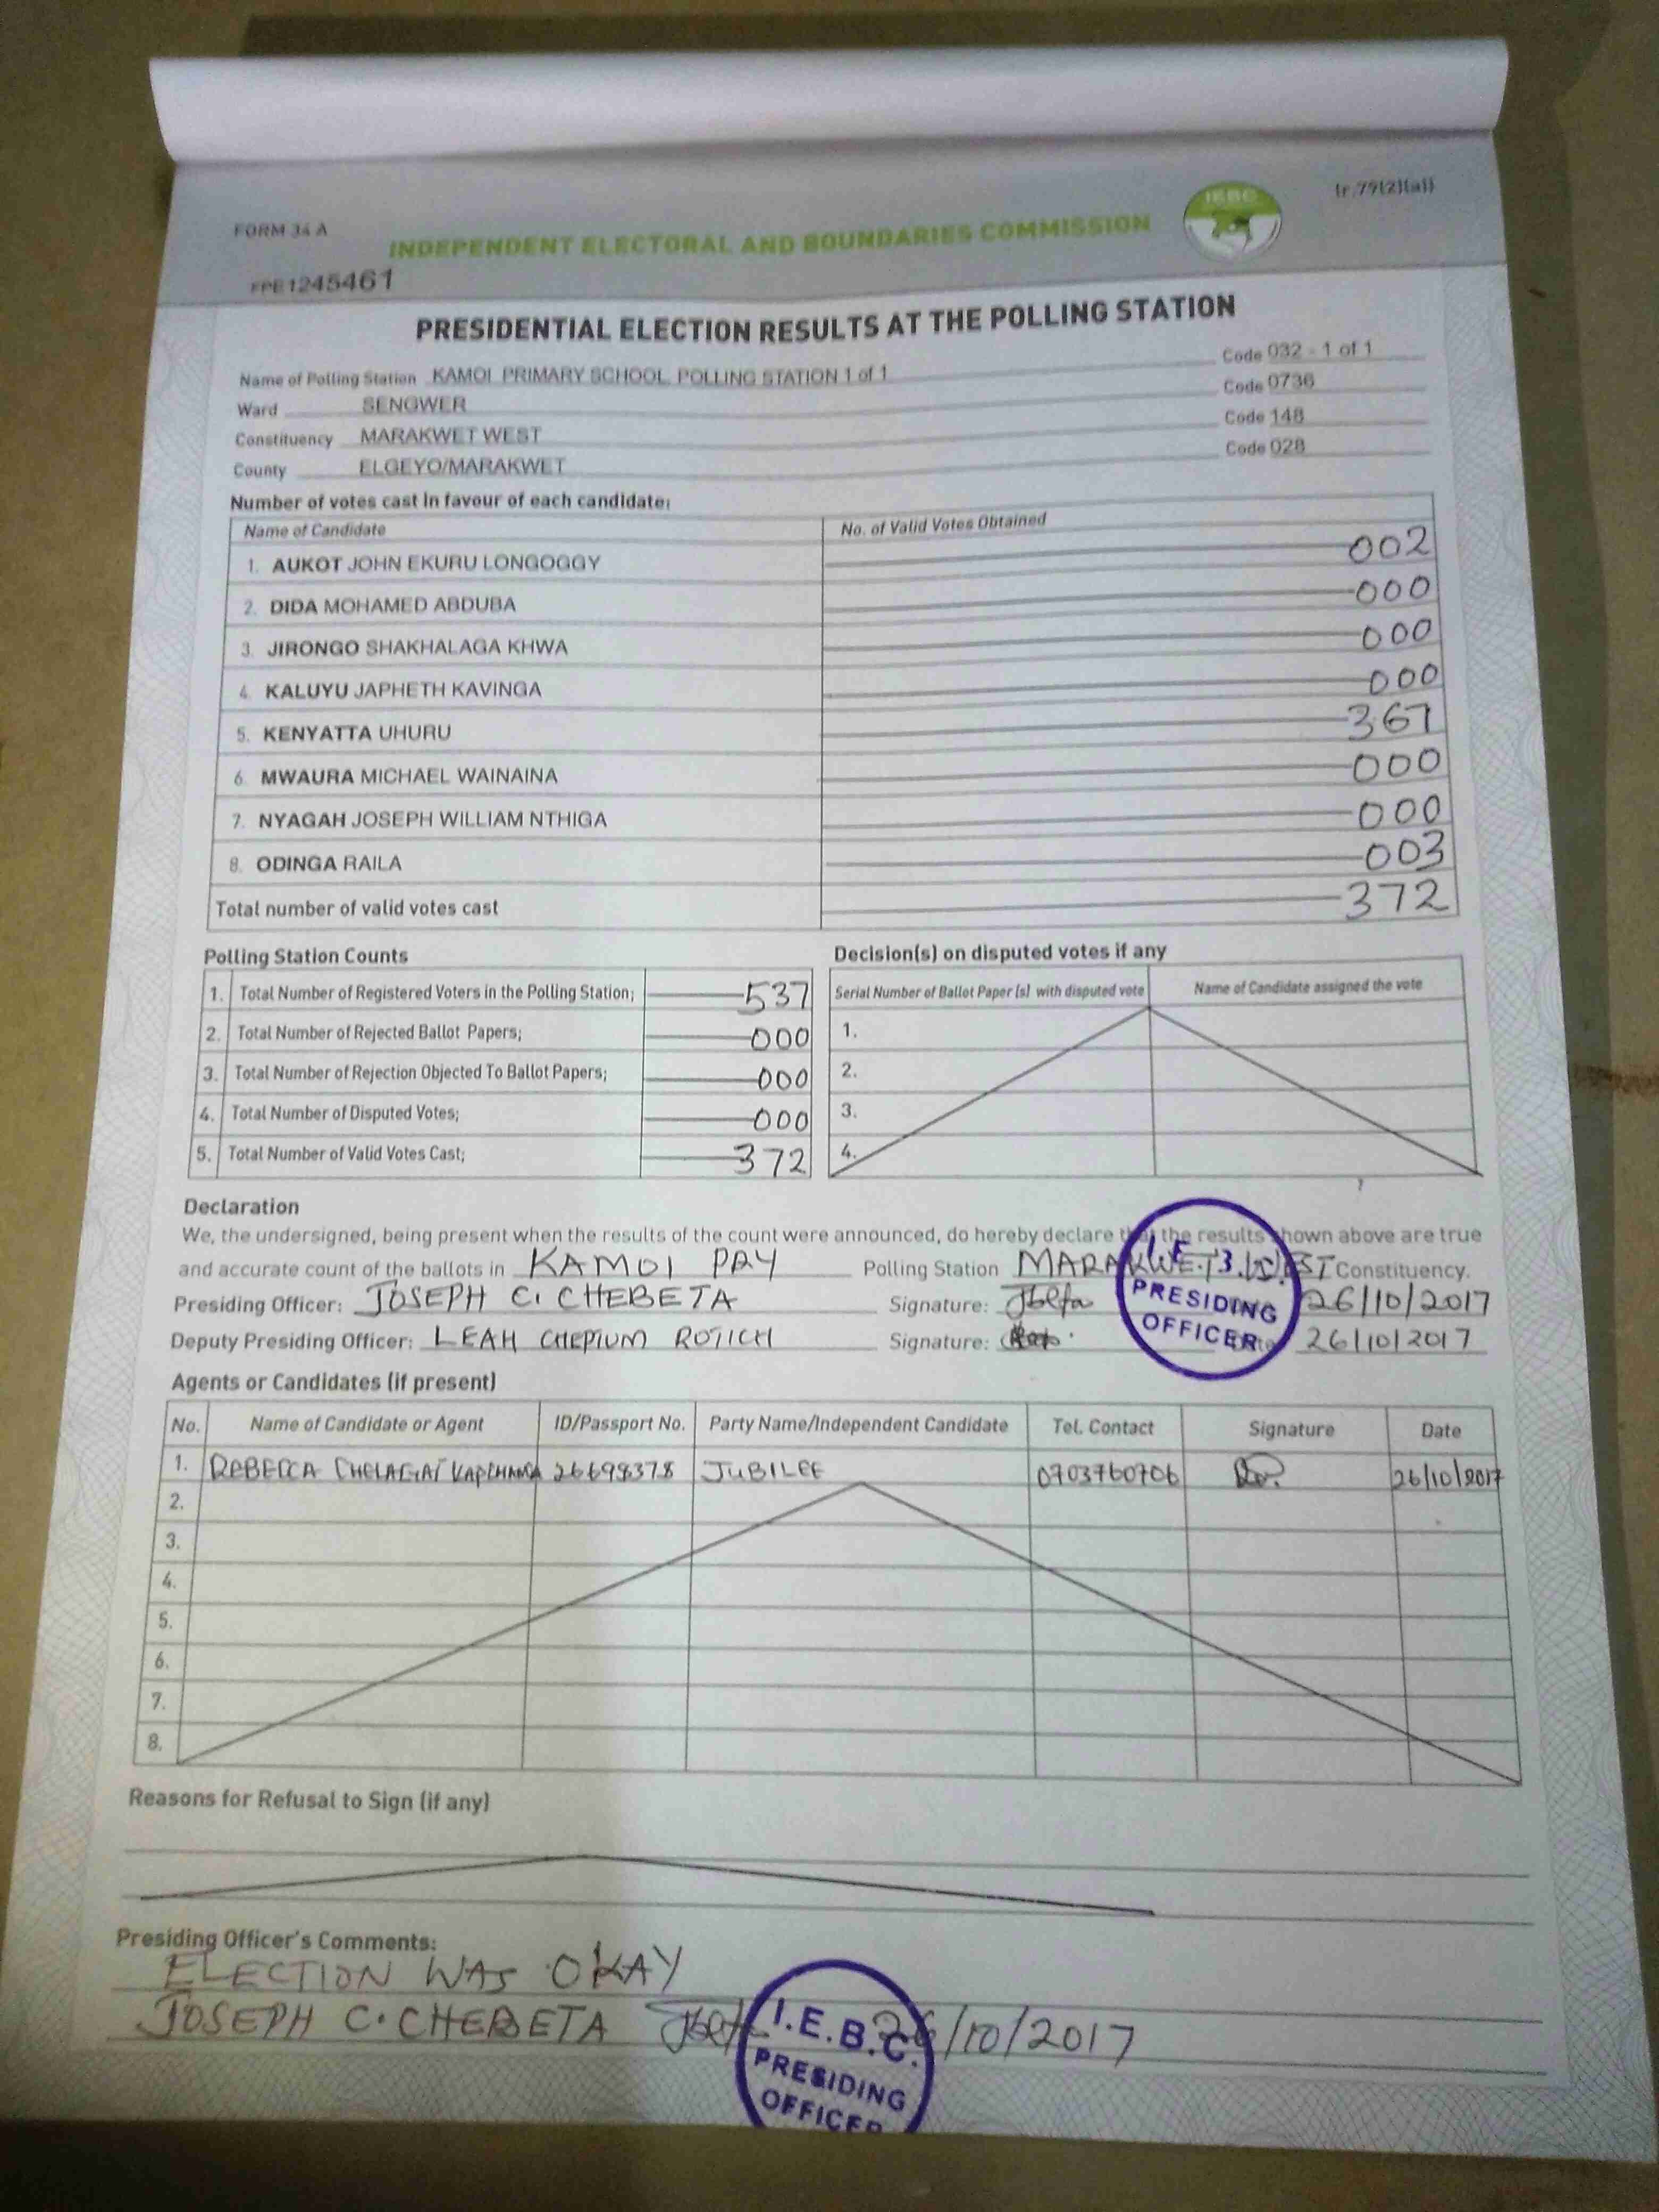 (r.79(2)(a))
FORM 34 A
INDEPENDENT ELECTORAL AND BOUNDARIES COMMISSION
IEBC
FPE1245461
PRESIDENTIAL ELECTION RESULTS AT THE POLLING STATION
Name of Polling Station KAMOI PRIMARY SCHOOL POLLING STATION 1 of 1 Code 032 - 1 of 1
Ward SENGWER Code 0736
Constituency MARAKWET WEST Code 148
County ELGEYO/MARAKWET Code 028
Number of votes cast in favour of each candidate:
Name of Candidate No. of Valid Votes Obtained
1. AUKOT JOHN EKURU LONGOGGY 002
2. DIDA MOHAMED ABDUBA 000
3. JIRONGO SHAKHALAGA KHWA 000
4. KALUYU JAPHETH KAVINGA 000
5. KENYATTA UHURU 367
6. MWAURA MICHAEL WAINAINA 000
7. NYAGAH JOSEPH WILLIAM NTHIGA 000
8. ODINGA RAILA 003
Total number of valid votes cast 372
Polling Station Counts
1. Total Number of Registered Voters in the Polling Station; 537
2. Total Number of Rejected Ballot Papers; 000
3. Total Number of Rejection Objected To Ballot Papers; 000
4. Total Number of Disputed Votes; 000
5. Total Number of Valid Votes Cast; 372
Decision(s) on disputed votes if any
Serial Number of Ballot Paper (s) with disputed vote Name of Candidate assigned the vote
1.
2.
3.
4.
Declaration
We, the undersigned, being present when the results of the count were announced, do hereby declare that the results shown above are true
and accurate count of the ballots in KAMOI PRY Polling Station MARAKWET WEST Constituency.
Presiding Officer: JOSEPH C. CHEBETA Signature: 26/10/2017
Deputy Presiding Officer: LEAH CHEPTUM ROTICH Signature: Date 26/10/2017
I.E.B.C.
PRESIDING
OFFICER
Agents or Candidates (if present)
No. Name of Candidate or Agent ID/Passport No. Party Name/Independent Candidate Tel. Contact Signature Date
1. REBECCA CHELAGAT 26698378 JUBILEE 0703760706 26/10/2017
2.
3.
4.
5.
6.
7.
8.
Reasons for Refusal to Sign (if any)
Presiding Officer's Comments:
ELECTION WAS OKAY
JOSEPH C. CHEBETA 26/10/2017
I.E.B.C.
PRESIDING
OFFICER